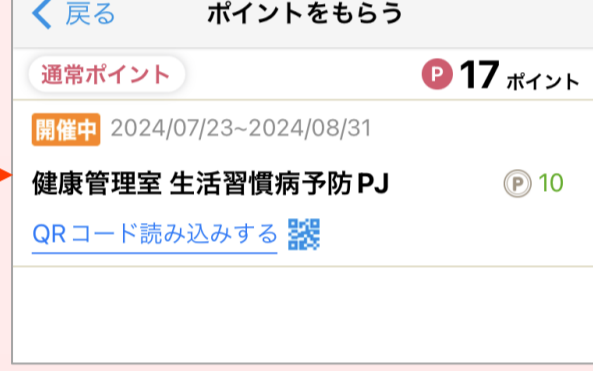 戻る ポイントをもらう
通常ポイント P 17 ポイント
開催中 2024/07/23~2024/08/31
健康管理室 生活習慣病予防PJ P 10
QRコード読み込みする